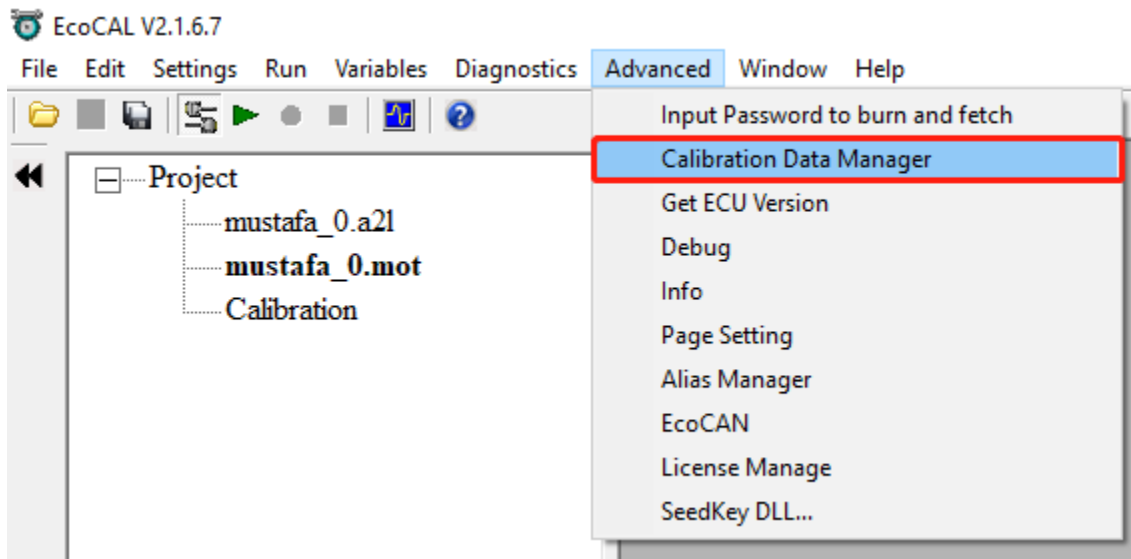 EcoCAL V2.1.6.7
File Edit Settings Run Variables Diagnostics Advanced Window Help
Input Password to burn and fetch
Calibration Data Manager
Get ECU Version
Debug
Info
Page Setting
Alias Manager
EcoCAN
License Manage
SeedKey DLL...
Project
mustafa_0.a2l
mustafa_0.mot
Calibration